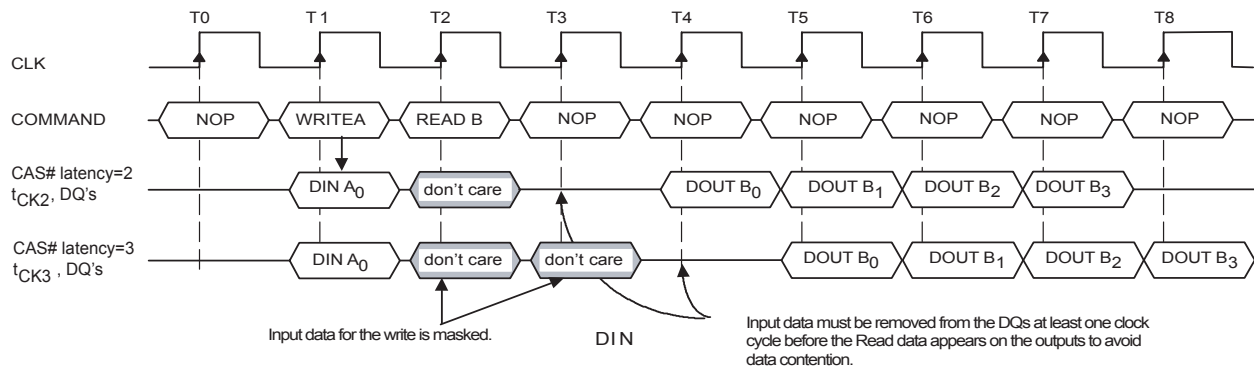 T0 T1 T2 T3 T4 T5 T6 T7 T8
CLK
COMMAND NOP WRITEA READ B NOP NOP NOP NOP NOP NOP
CAS# latency=2
tCK2, DQ's DIN A0 don't care DOUT B0 DOUT B1 DOUT B2 DOUT B3
CAS# latency=3
tCK3 , DQ's DIN A0 don't care don't care DOUT B0 DOUT B1 DOUT B2 DOUT B3
Input data for the write is masked.
DIN
Input data must be removed from the DQs at least one clock
cycle before the Read data appears on the outputs to avoid
data contention.